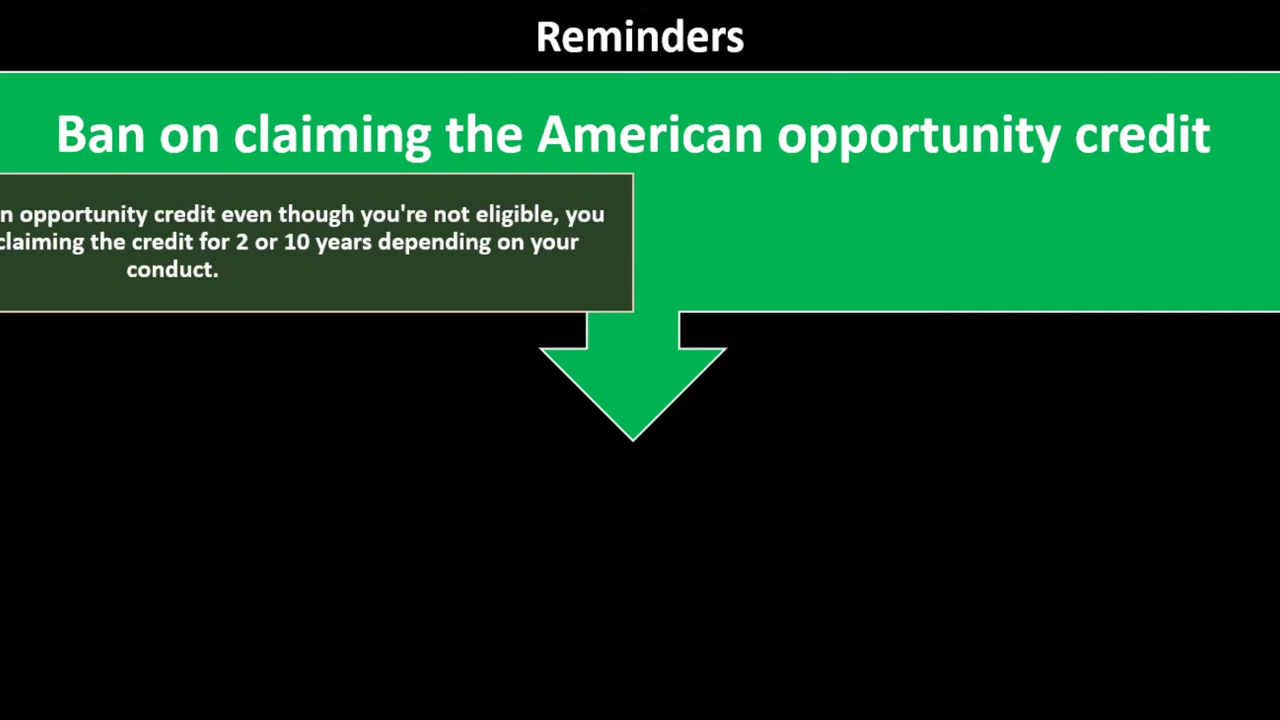 Reminders
Ban on claiming the American opportunity credit
n opportunity credit even though you're not eligible, you
claiming the credit for 2 or 10 years depending on your
conduct.